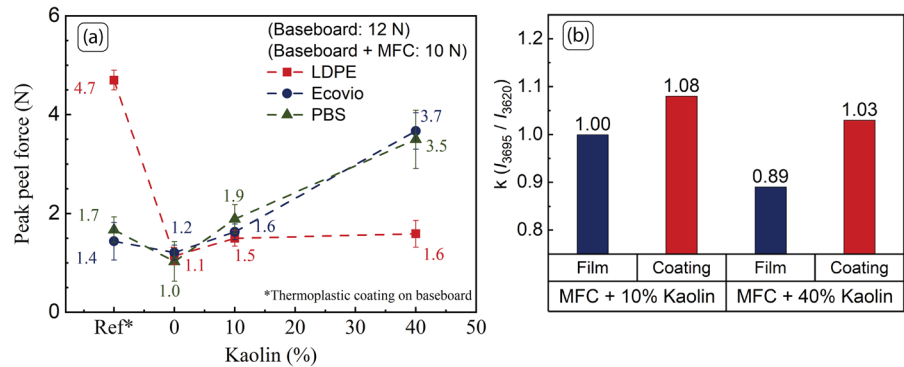 (a)
(Baseboard: 12 N)
(Baseboard + MFC: 10 N)
LDPE
Ecovio
PBS
Peak peel force (N)
6
4
2
0
4.7
1.7
1.4
1.2
1.1
1.0
1.9
1.6
1.5
3.7
3.5
1.6
*Thermoplastic coating on baseboard
Ref* 0 10 20 30 40 50
Kaolin (%)
(b)
k (I3695 / I3620)
1.1
1.0
0.9
0.8
1.00
1.08
0.89
1.03
Film Coating Film Coating
MFC + 10% Kaolin MFC + 40% Kaolin